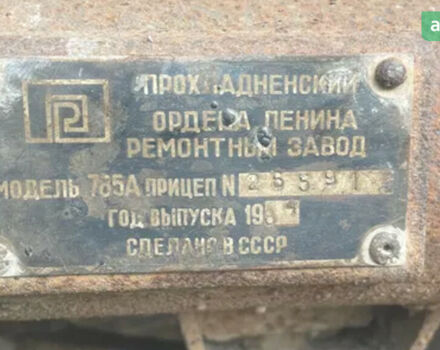 ПРОХЛАДНЕНСКИЙ
ОРДЕНА ЛЕНИНА
РЕМОНТНЫЙ ЗАВОД
МОДЕЛЬ 785А ПРИЦЕП N 26591
ГОД ВЫПУСКА 19
СДЕЛАНО В СССР